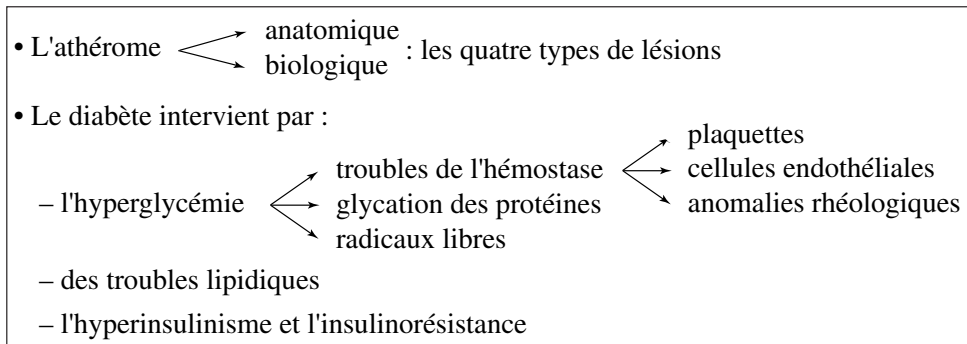 • L'athérome
anatomique
biologique : les quatre types de lésions
• Le diabète intervient par :
– l'hyperglycémie
troubles de l'hémostase
glycation des protéines
radicaux libres
plaquettes
cellules endothéliales
anomalies rhéologiques
– des troubles lipidiques
– l'hyperinsulinisme et l'insulinorésistance